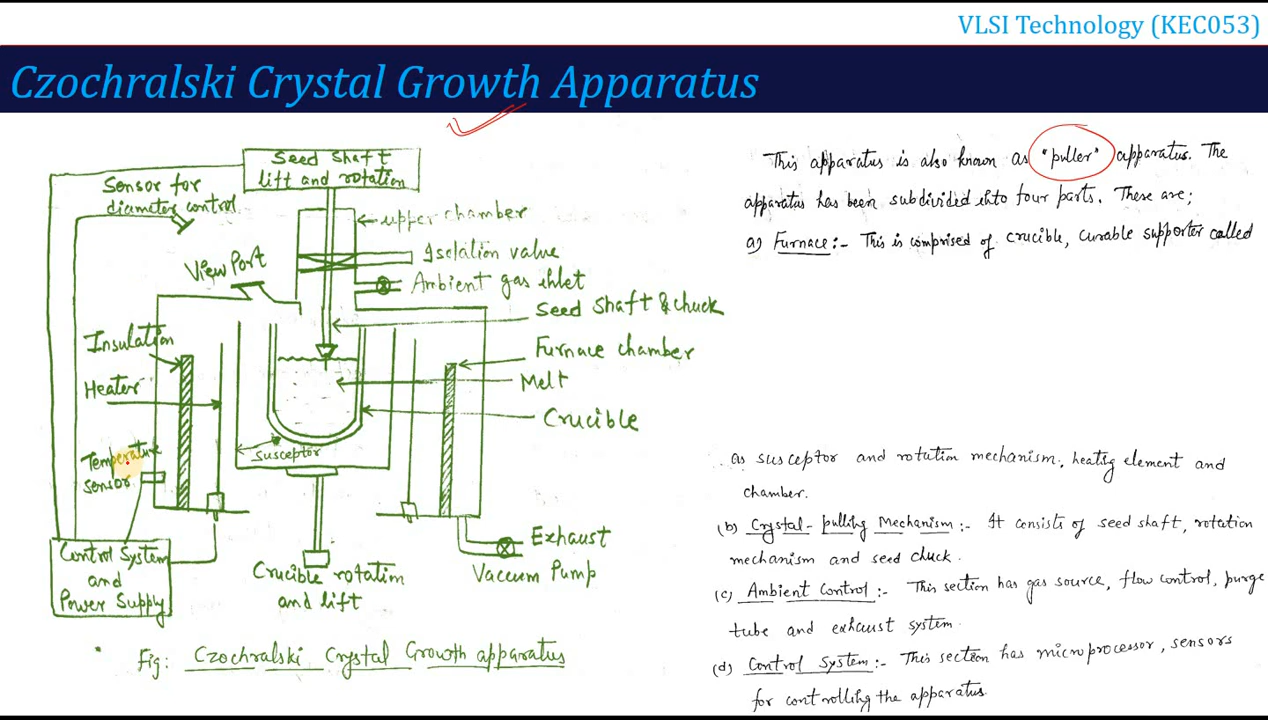 VLSI Technology (KEC053)
Czochralski Crystal Growth Apparatus
Seed Shaft
lift and rotation
Sensor for
diameter control
upper chamber
Isolation valve
View Port
Ambient gas inlet
Seed Shaft & chuck
Insulation
Furnace chamber
Heater
Melt
Crucible
Susceptor
Temperature
sensor
Control System
and
Power Supply
Crucible rotation
and lift
Exhaust
Vaccum Pump
Fig: Czochralski Crystal Growth apparatus
This apparatus is also known as "puller" apparatus. The
apparatus has been subdivided into four parts. These are;
a) Furnace:- This is comprised of crucible, curable supporter called
as susceptor and rotation mechanism, heating element and
chamber.
(b) Crystal-pulling Mechanism:- It consists of seed shaft, rotation
mechanism and seed chuck.
(c) Ambient Control:- This section has gas source, flow control, purge
tube and exhaust system.
(d) Control System:- This section has microprocessor, sensors
for controlling the apparatus.